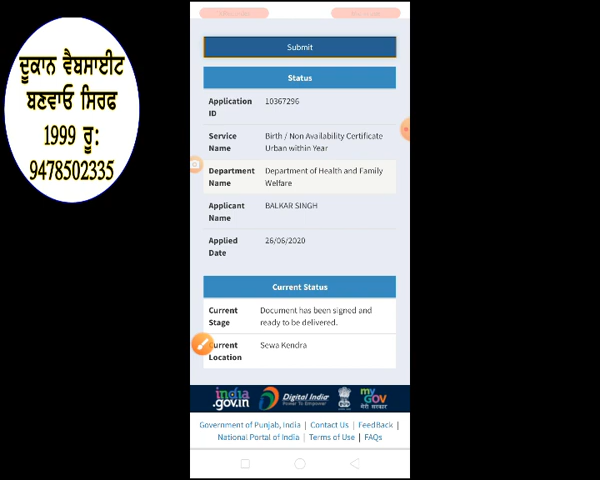 ਦੂਕਾਨ ਵੈਬਸਾਈਟ
ਬਣਵਾਓ ਸਿਰਫ
1999 ਰੂ:
9478502335
Submit
Status
Application ID 10367296
Service Name Birth / Non Availability Certificate Urban within Year
Department Name Department of Health and Family Welfare
Applicant Name BALKAR SINGH
Applied Date 26/06/2020
Current Status
Current Stage Document has been signed and ready to be delivered.
Current Location Sewa Kendra
india.gov.in
Digital India
Power To Empower
my GOV
मेरी सरकार
Government of Punjab, India | Contact Us | FeedBack |
National Portal of India | Terms of Use | FAQs